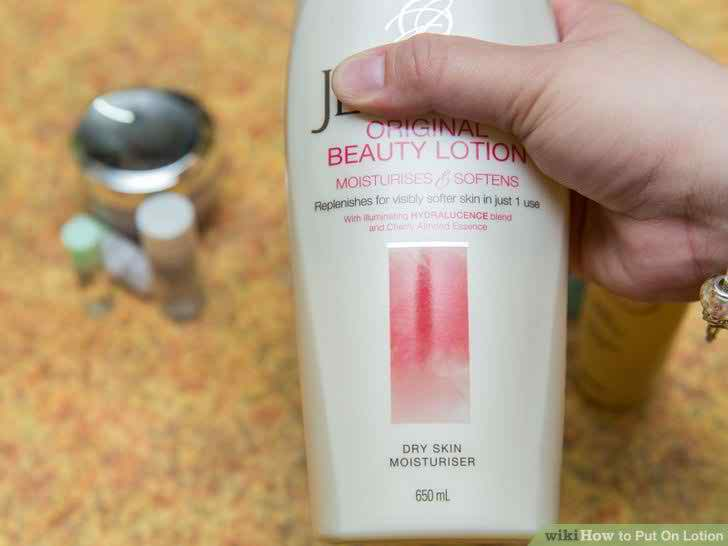 ORIGINAL
BEAUTY LOTION
MOISTURISES & SOFTENS
Replenishes for visibly softer skin in just 1 use
With Illuminating HYDRALUCENCE blend
and Cherry Almond Essence
DRY SKIN
MOISTURISER
650 mL
wikiHow to Put On Lotion